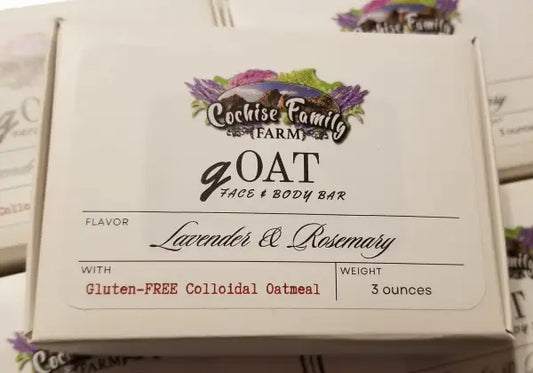 Cochise Family
FARM
gOAT
FACE & BODY BAR
FLAVOR
Lavender & Rosemary
WITH
Gluten-FREE Colloidal Oatmeal
WEIGHT
3 ounces